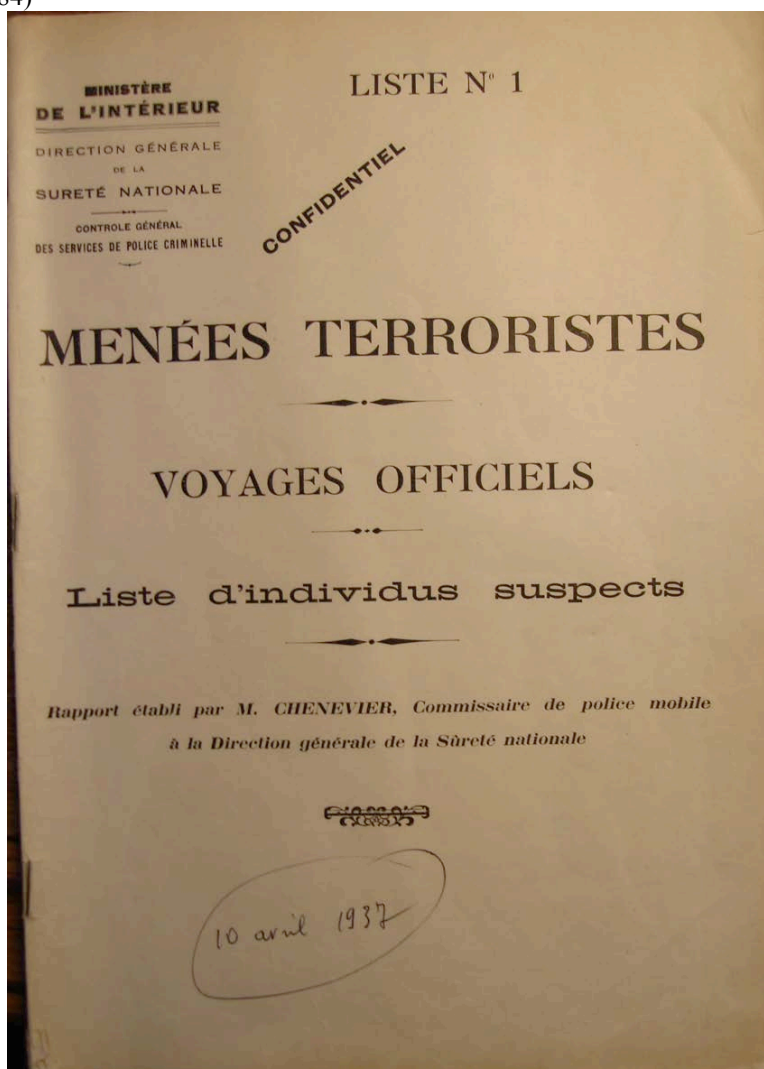 34)
MINISTÈRE
DE L'INTÉRIEUR
DIRECTION GÉNÉRALE
DE LA
SURETÉ NATIONALE
CONTROLE GÉNÉRAL
DES SERVICES DE POLICE CRIMINELLE
LISTE N° 1
CONFIDENTIEL
MENÉES TERRORISTES
VOYAGES OFFICIELS
Liste d'individus suspects
Rapport établi par M. CHENEVIER, Commissaire de police mobile
à la Direction générale de la Sûreté nationale
10 avril 1937